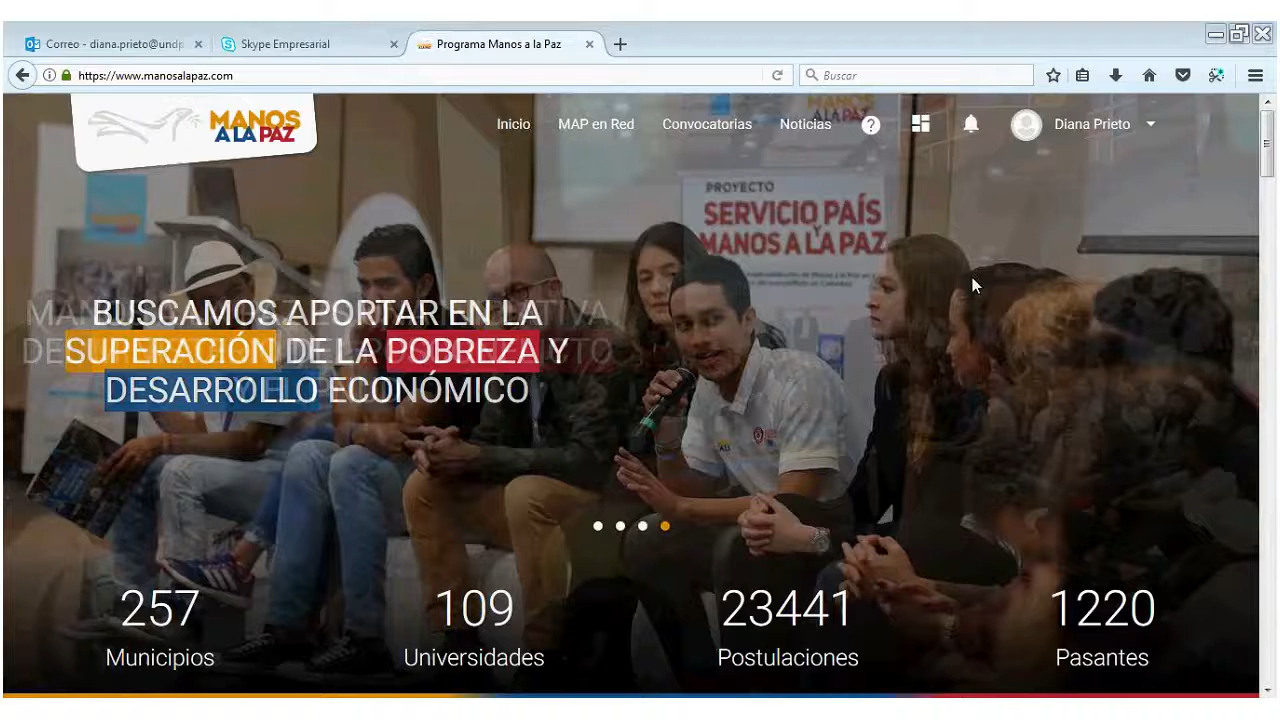 Correo - diana.prieto@undp
Skype Empresarial
Programa Manos a la Paz
https://www.manosalapaz.com
Buscar
MANOS
A LA PAZ
Inicio
MAP en Red
Convocatorias
Noticias
?
Diana Prieto
PROYECTO
SERVICIO PAÍS
Y
MANOS A LA PAZ
BUSCAMOS APORTAR EN LA
SUPERACIÓN DE LA POBREZA Y
DESARROLLO ECONÓMICO
257
Municipios
109
Universidades
23441
Postulaciones
1220
Pasantes